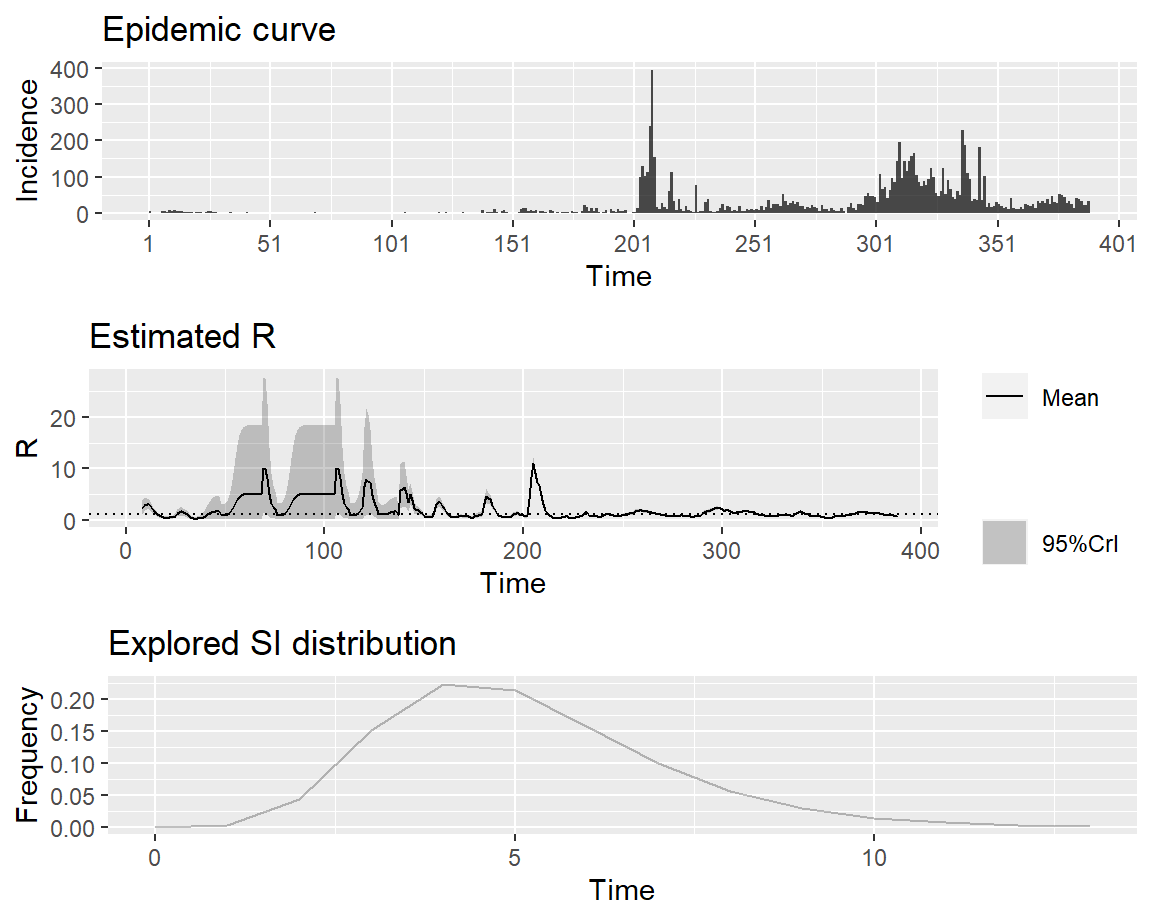 Epidemic curve
400
300
200
100
0
Incidence
1 51 101 151 201 251 301 351 401
Time
Estimated R
20
10
0
R
0 100 200 300 400
Time
Mean
95%CrI
Explored SI distribution
0.20
0.15
0.10
0.05
0.00
Frequency
0 5 10
Time